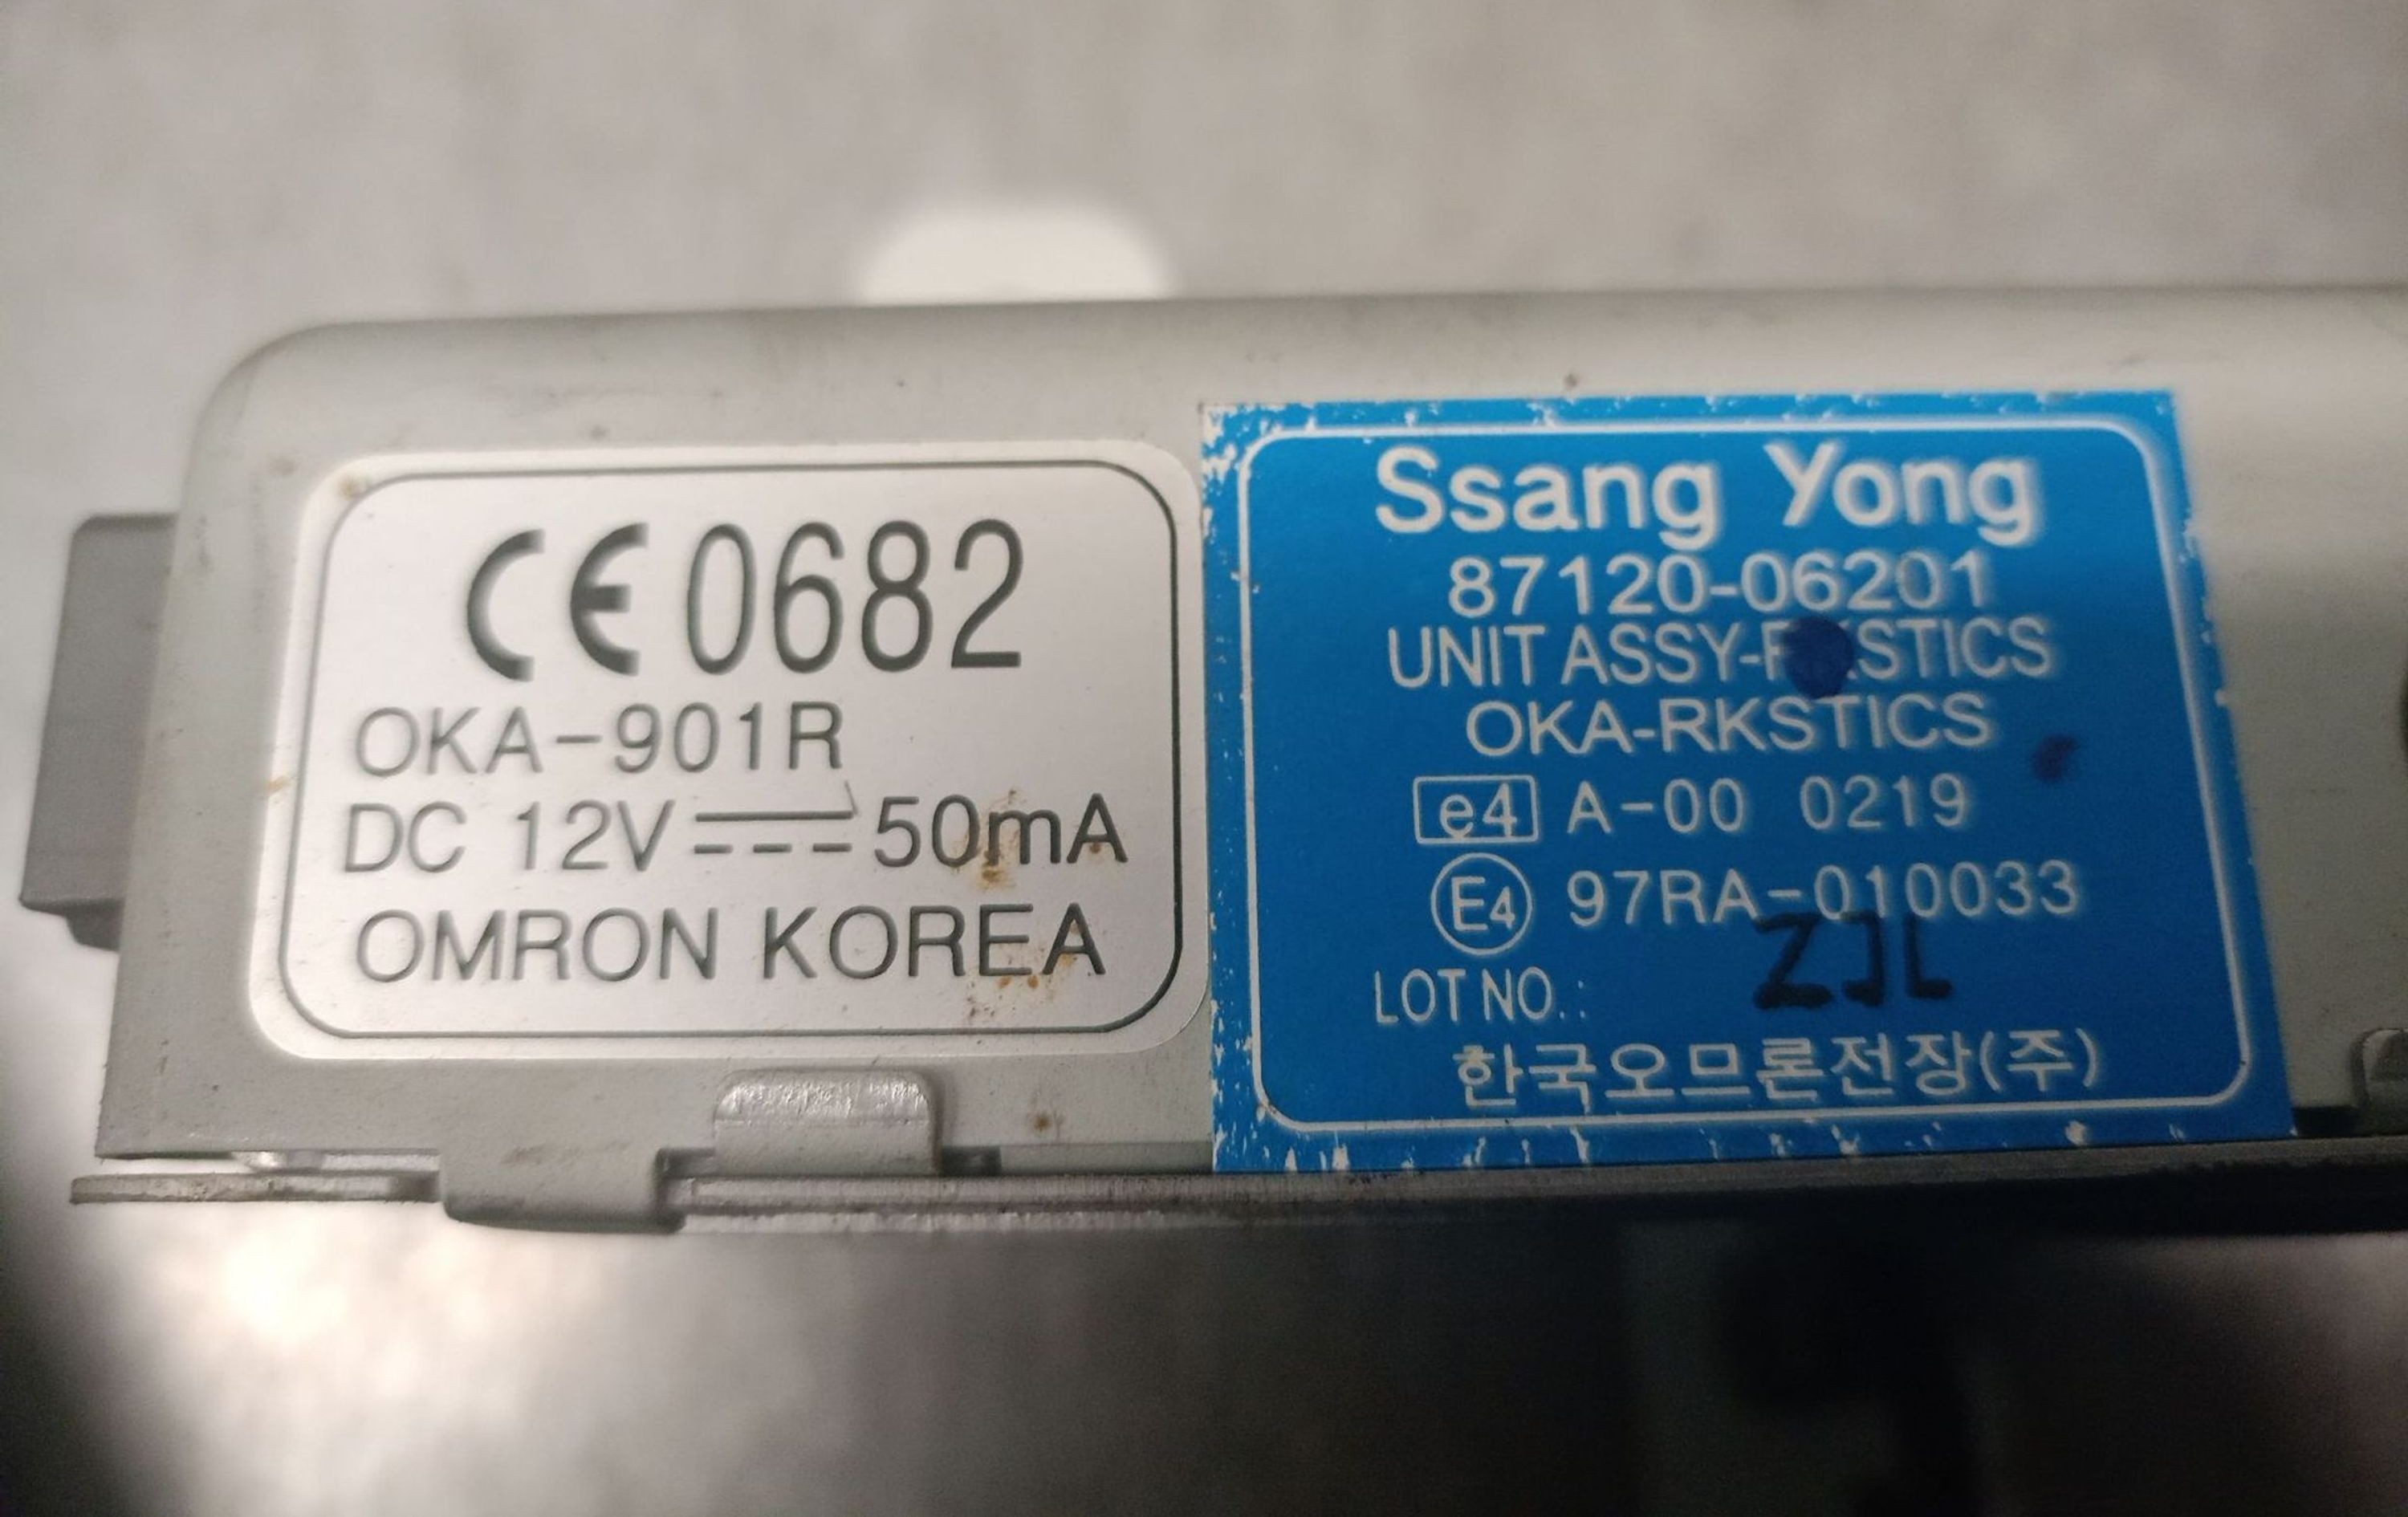 CE 0682
OKA-901R
DC 12V 50mA
OMRON KOREA
Ssang Yong
87120-06201
UNIT ASSY-RKSTICS
OKA-RKSTICS
e4 A-00 0219
E4 97RA-010033
LOT NO.:
한국오므론전장(주)